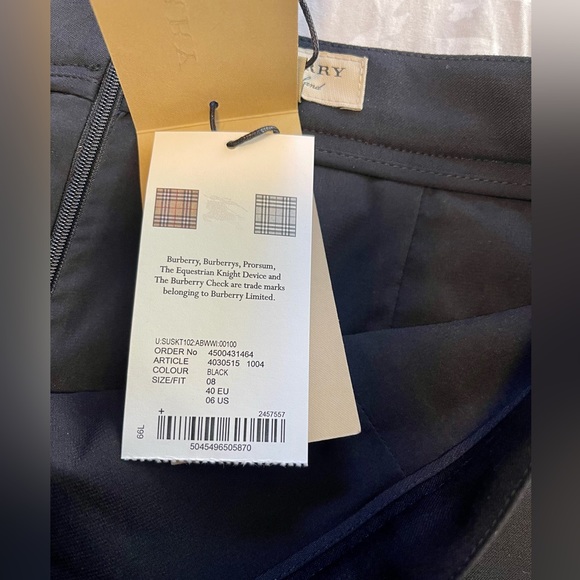 Burberry, Burberrys, Prorsum,
The Equestrian Knight Device and
The Burberry Check are trade marks
belonging to Burberry Limited.
U:SUSKT102:ABWWI:00100
ORDER No 4500431464
ARTICLE 4030515 1004
COLOUR BLACK
SIZE/FIT 08
40 EU
06 US
+ 2457557
5045496505870
66L